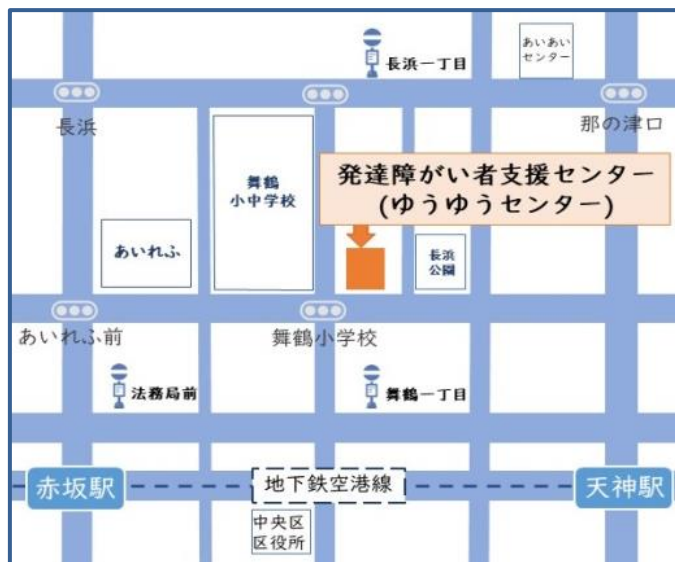 あいあい
センター
長浜一丁目
長浜
那の津口
舞鶴
小中学校
発達障がい者支援センター
(ゆうゆうセンター)
あいれふ
長浜
公園
あいれふ前
舞鶴小学校
法務局前
舞鶴一丁目
赤坂駅
地下鉄空港線
天神駅
中央区
区役所